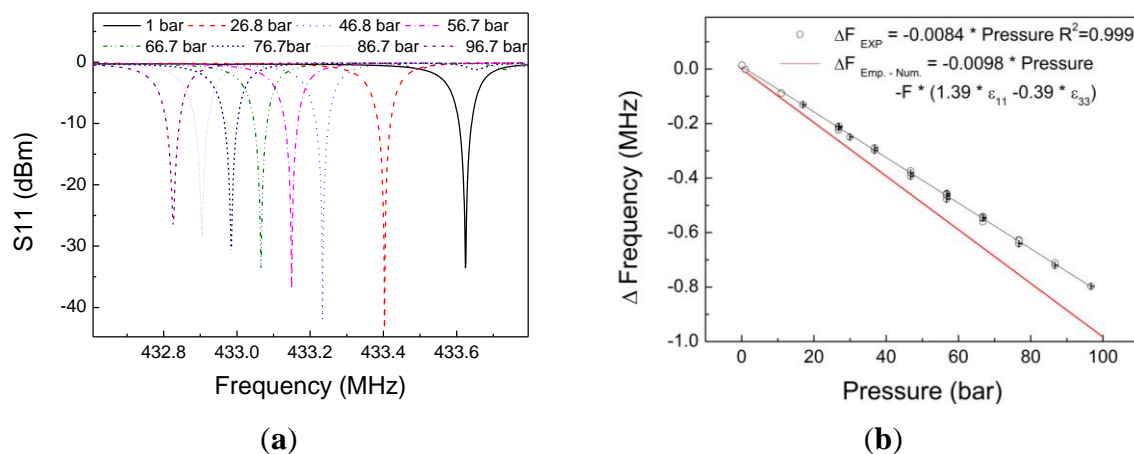 1 bar 26.8 bar 46.8 bar 56.7 bar
66.7 bar 76.7bar 86.7 bar 96.7 bar
0
-10
-20
-30
-40
S11 (dBm)
432.8 433.0 433.2 433.4 433.6
Frequency (MHz)
(a)
ΔF EXP = -0.0084 * Pressure R²=0.999
ΔF Emp. - Num. = -0.0098 * Pressure
-F * (1.39 * ε₁₁ -0.39 * ε₃₃)
0.0
-0.2
-0.4
-0.6
-0.8
-1.0
Δ Frequency (MHz)
0 20 40 60 80 100
Pressure (bar)
(b)